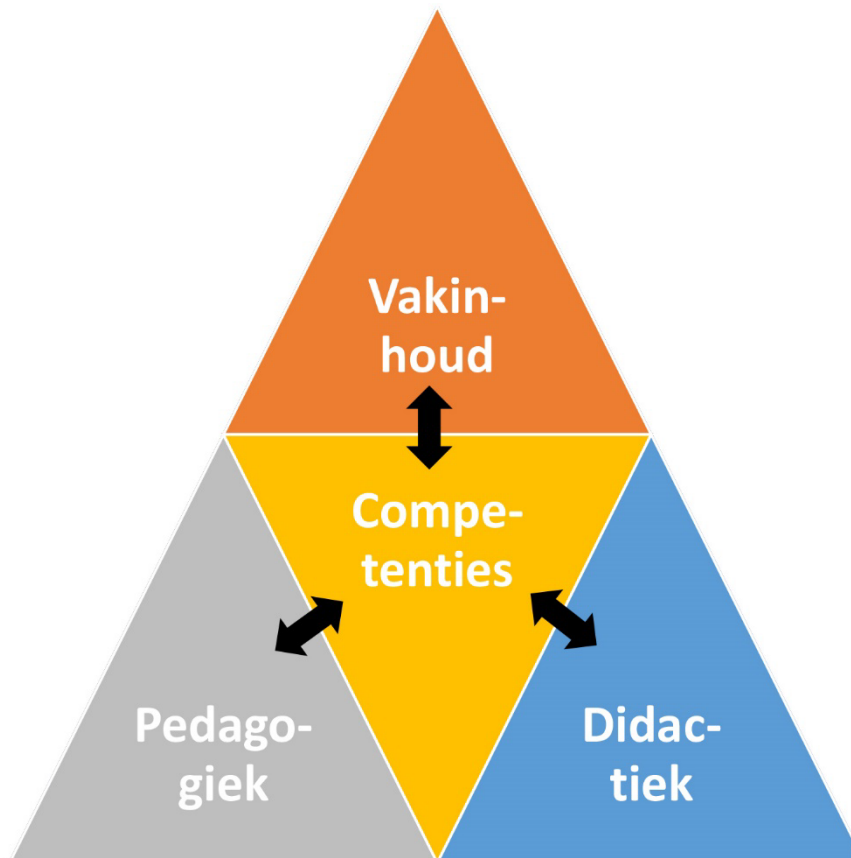 Vakin-
houd
Compe-
tenties
Pedago-
giek
Didac-
tiek